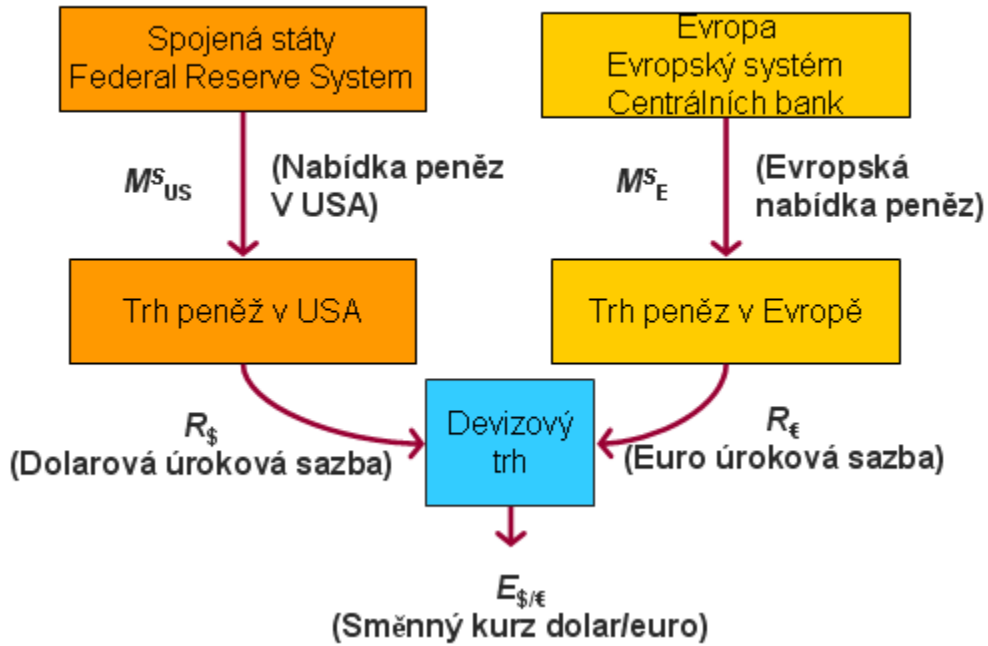 Spojená státy
Federal Reserve System
Evropa
Evropský systém
Centrálních bank
MˢUS
(Nabídka peněz
V USA)
MˢE
(Evropská
nabídka peněz)
Trh peněž v USA
Trh peněz v Evropě
R$
(Dolarová úroková sazba)
Devizový
trh
R€
(Euro úroková sazba)
E$/€
(Směnný kurz dolar/euro)